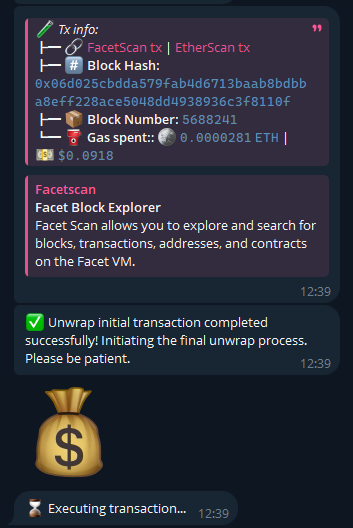 Tx info:
├─ 🔗 FacetScan tx | EtherScan tx
├─ #️⃣ Block Hash:
0x06d025cbdda579fab4d6713baab8bdbb
a8eff228ace5048dd4938936c3f8110f
├─ 📦 Block Number: 5688241
└─ ⛽ Gas spent:: 🌕 0.0000281 ETH |
💵 $0.0918
Facetscan
Facet Block Explorer
Facet Scan allows you to explore and search for
blocks, transactions, addresses, and contracts
on the Facet VM.
12:39
✅ Unwrap initial transaction completed
successfully! Initiating the final unwrap process.
Please be patient.
12:39
$
⏳ Executing transaction...
12:39